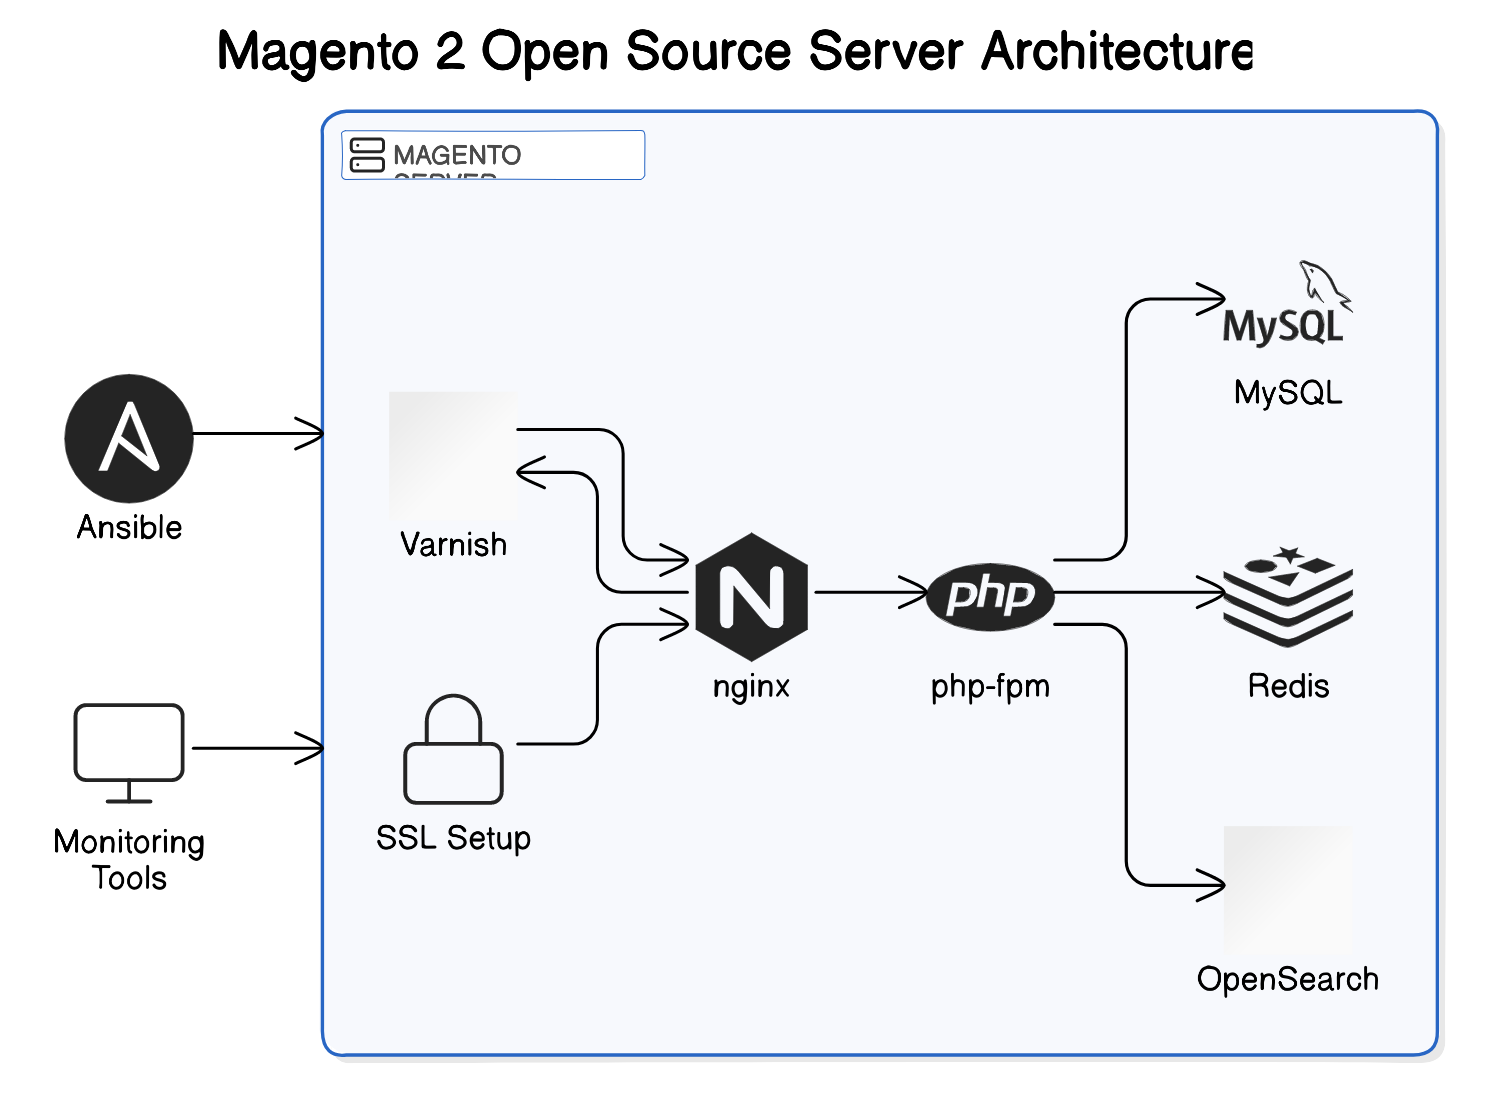 Magento 2 Open Source Server Architecture
MAGENTO
SERVER
MySQL
MySQL
Ansible
Varnish
N
php
nginx
php-fpm
Redis
SSL Setup
Monitoring
Tools
OpenSearch